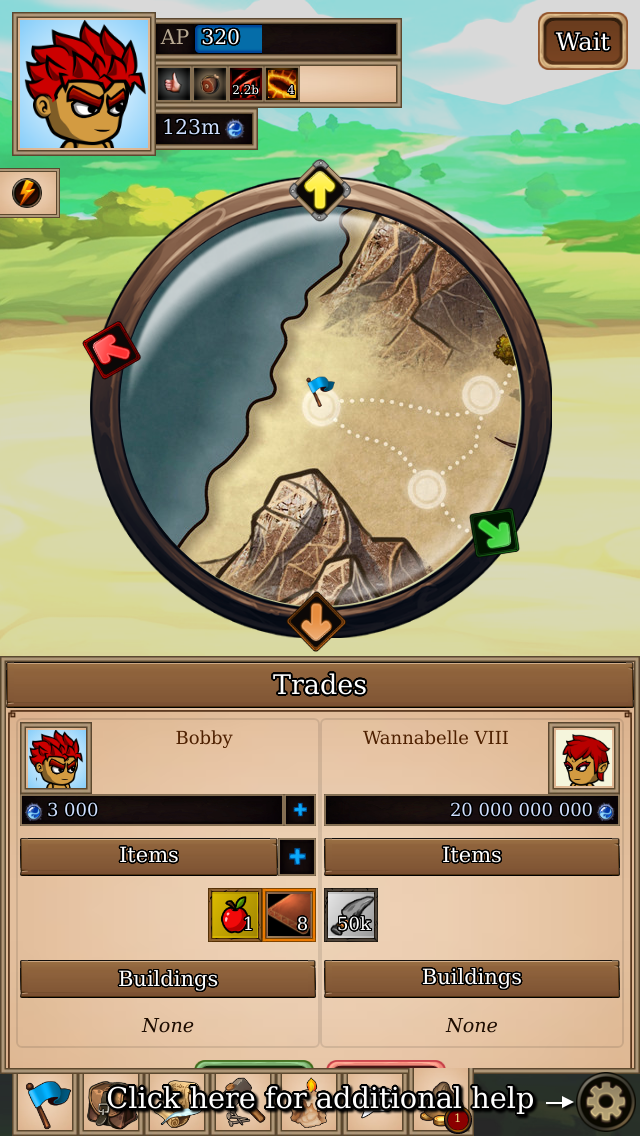 AP 320
Wait
2.2b 4
123m
Trades
Bobby Wannabelle VIII
3 000 + 20 000 000 000
Items + Items
1 8 50k
Buildings Buildings
None None
Click here for additional help
1